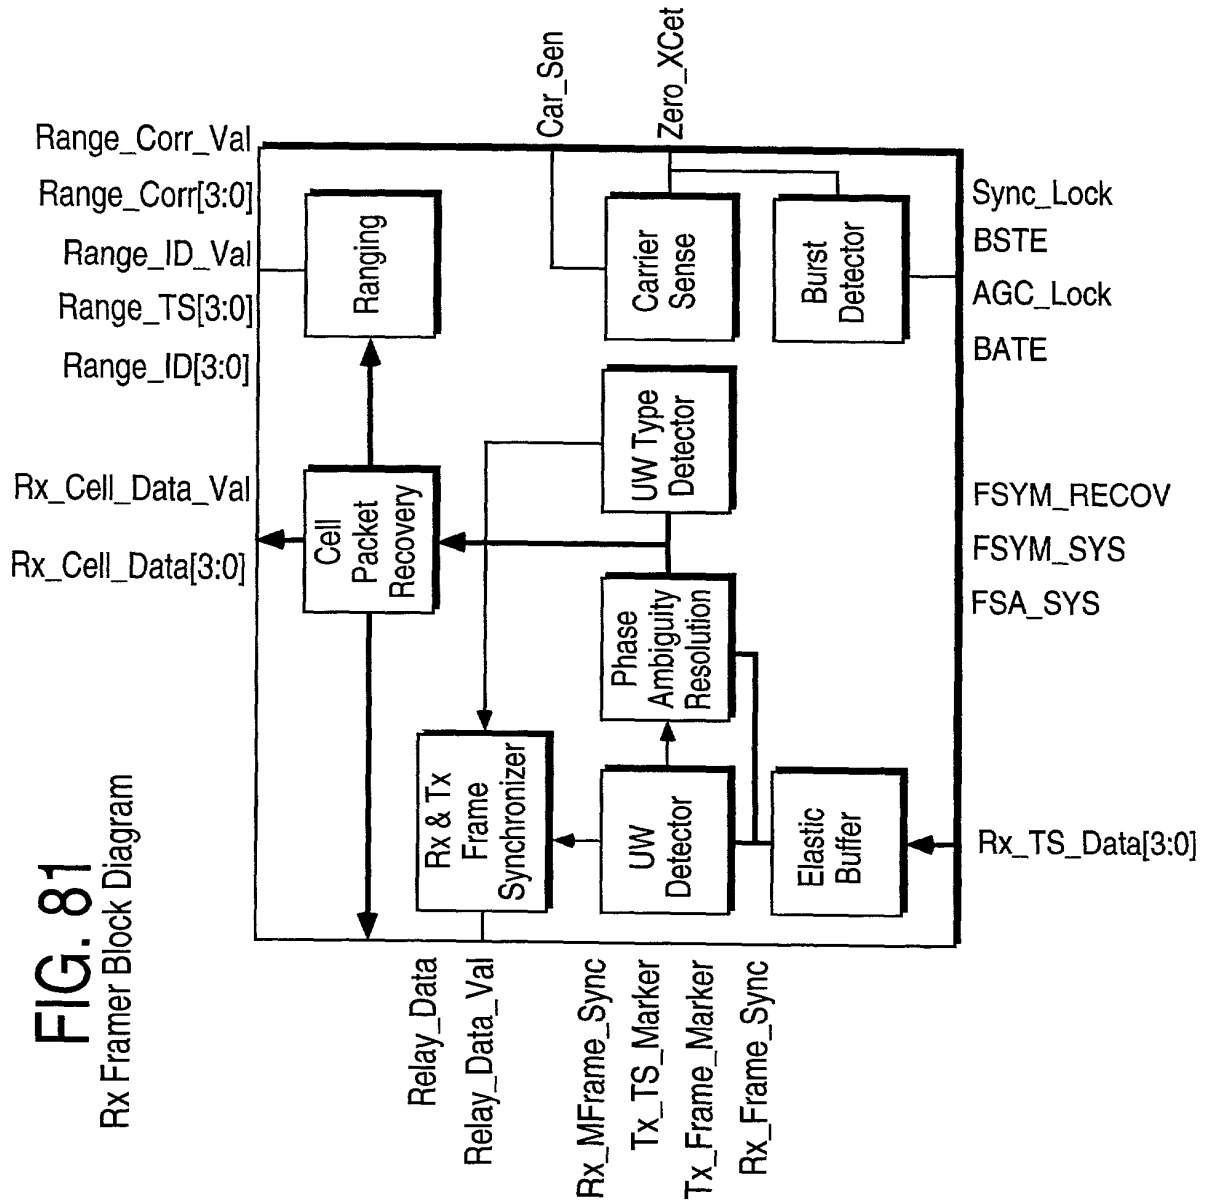 FIG. 81
Rx Framer Block Diagram
Range_Corr_Val
Range_Corr[3:0]
Range_ID_Val
Range_TS[3:0]
Range_ID[3:0]
Rx_Cell_Data_Val
Rx_Cell_Data[3:0]
Car_Sen
Zero_XCet
Sync_Lock
BSTE
AGC_Lock
BATE
FSYM_RECOV
FSYM_SYS
FSA_SYS
Rx_TS_Data[3:0]
Relay_Data
Relay_Data_Val
Rx_MFrame_Sync
Tx_TS_Marker
Tx_Frame_Marker
Rx_Frame_Sync
Ranging
Cell
Packet
Recovery
Carrier
Sense
Burst
Detector
UW Type
Detector
Phase
Ambiguity
Resolution
Rx & Tx
Frame
Synchronizer
UW
Detector
Elastic
Buffer